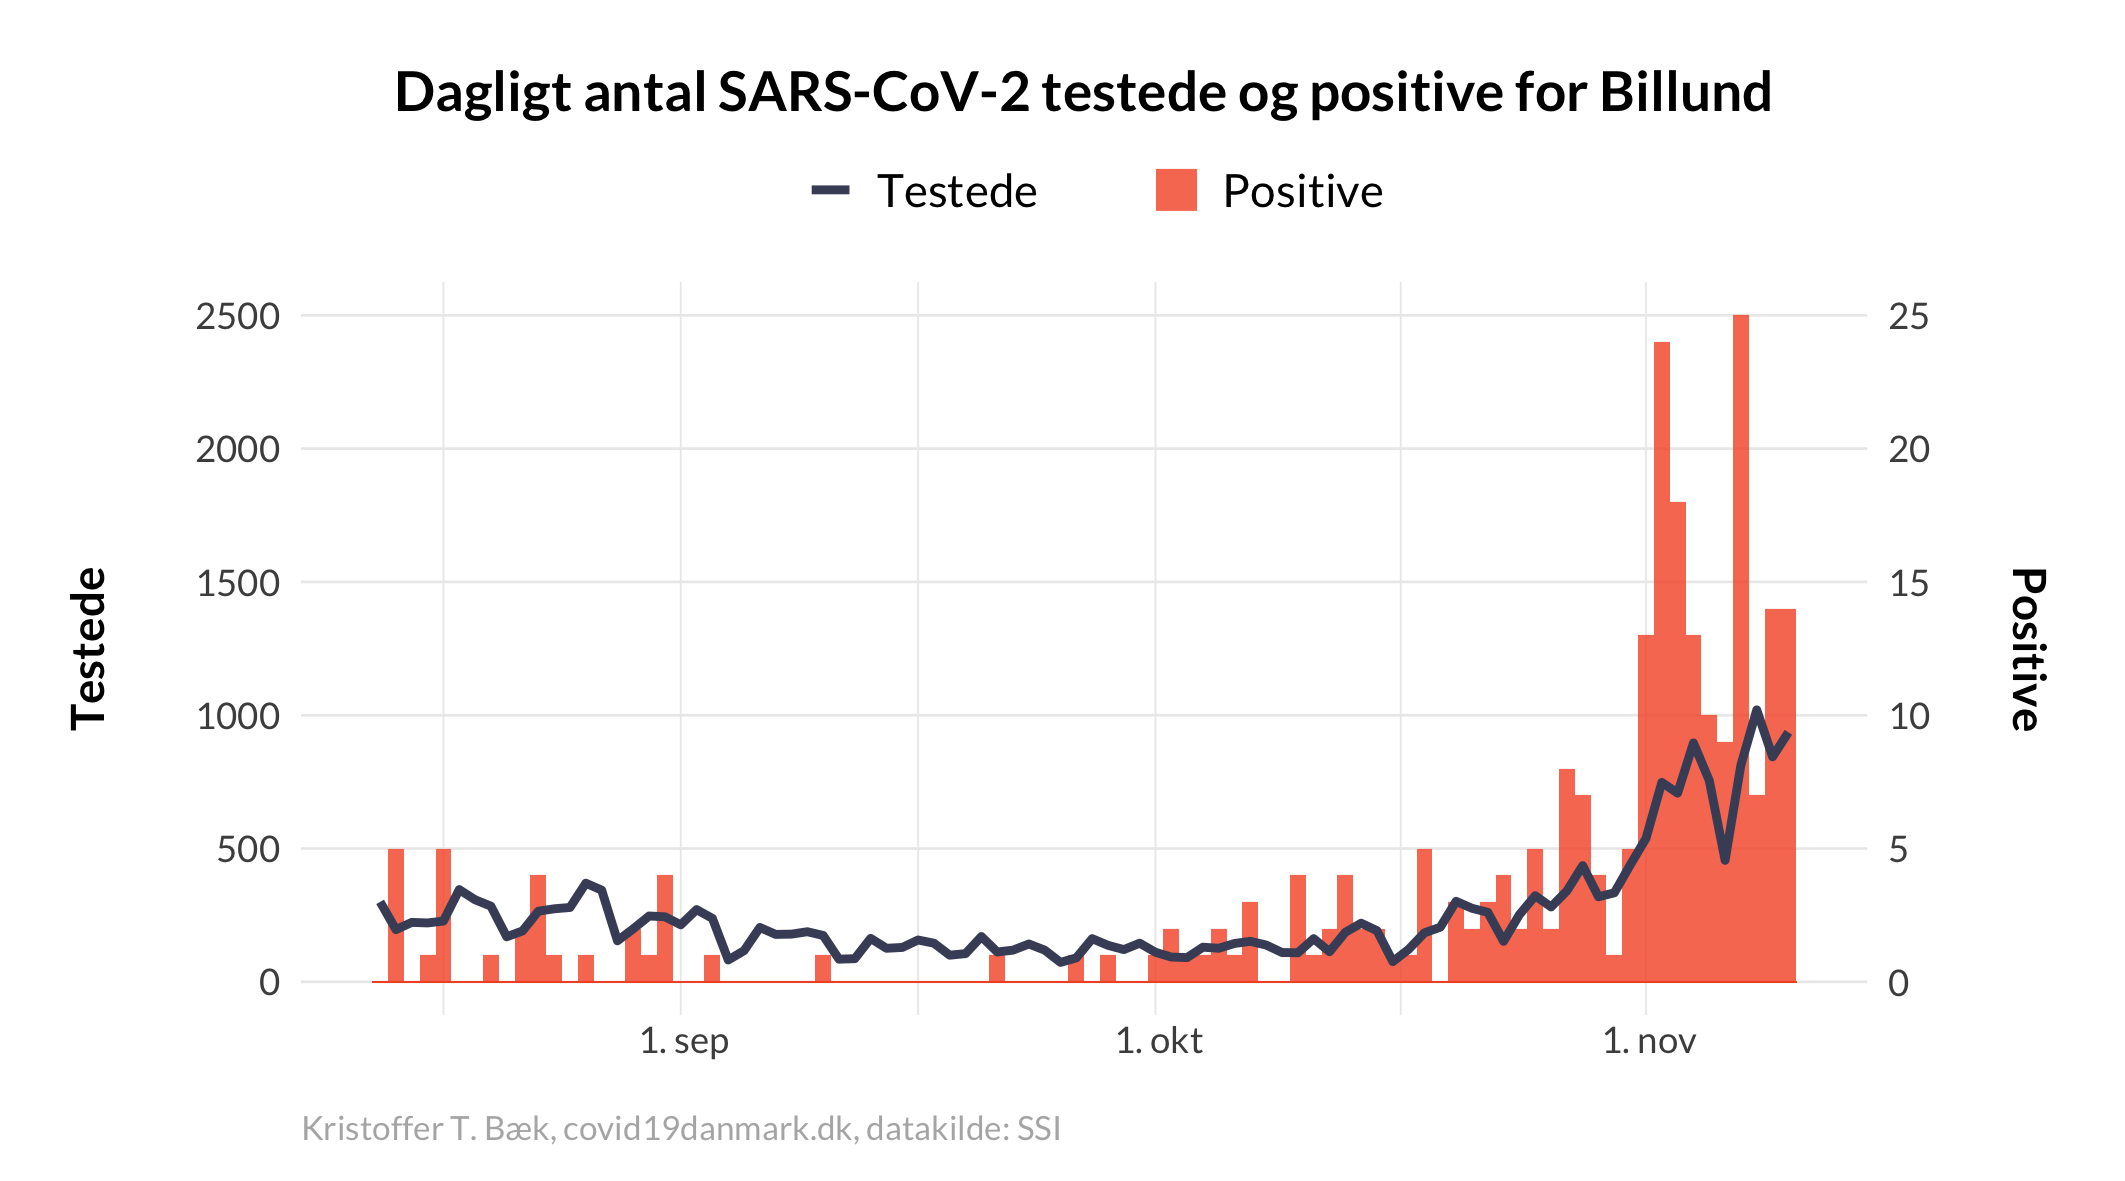 Dagligt antal SARS-CoV-2 testede og positive for Billund
Testede Positive
2500 25
2000 20
1500 15
1000 10
500 5
0 0
Testede
Positive
1. sep 1. okt 1. nov
Kristoffer T. Bæk, covid19danmark.dk, datakilde: SSI